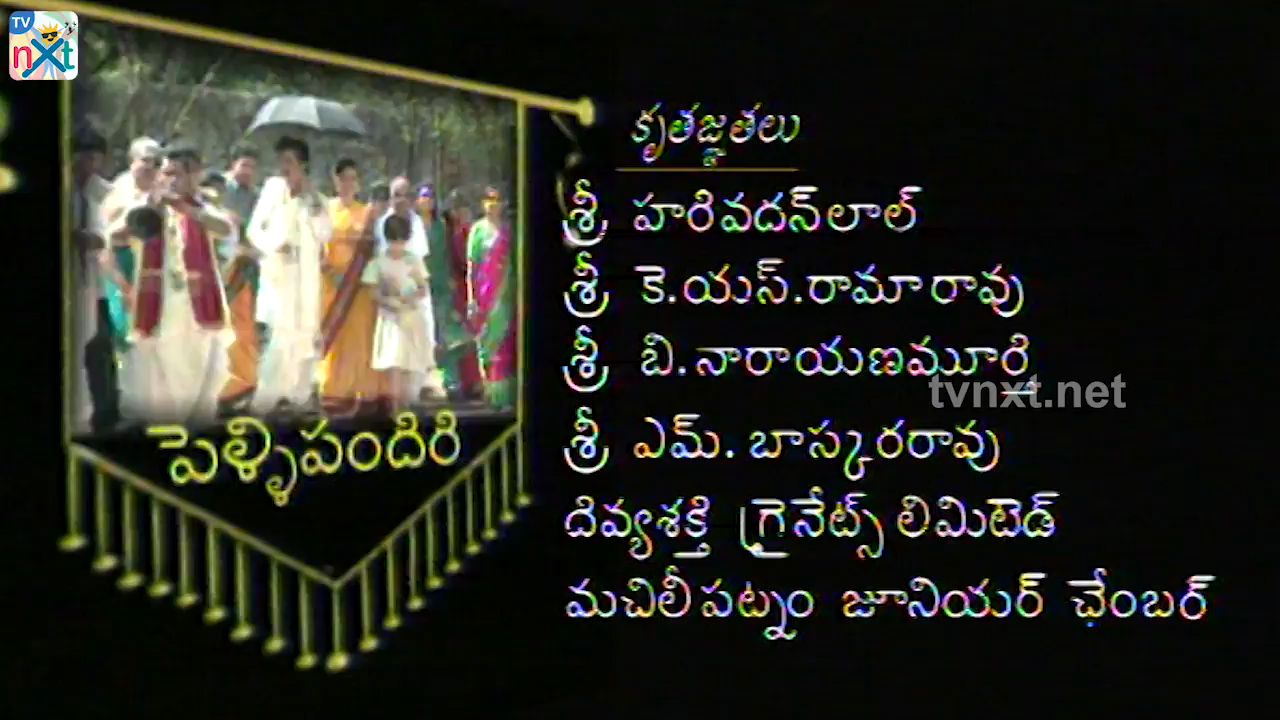 TV
nxt
కృతజ్ఞతలు
శ్రీ హరివదన్‌లాల్
శ్రీ కె.యస్.రామారావు
శ్రీ బి.నారాయణమూర్తి
tvnxt.net
పెళ్ళిపందిరి
శ్రీ ఎమ్. బాస్కరరావు
దివ్యశక్తి గ్రైనేట్స్ లిమిటెడ్
మచిలీపట్నం జూనియర్ ఛేంబర్